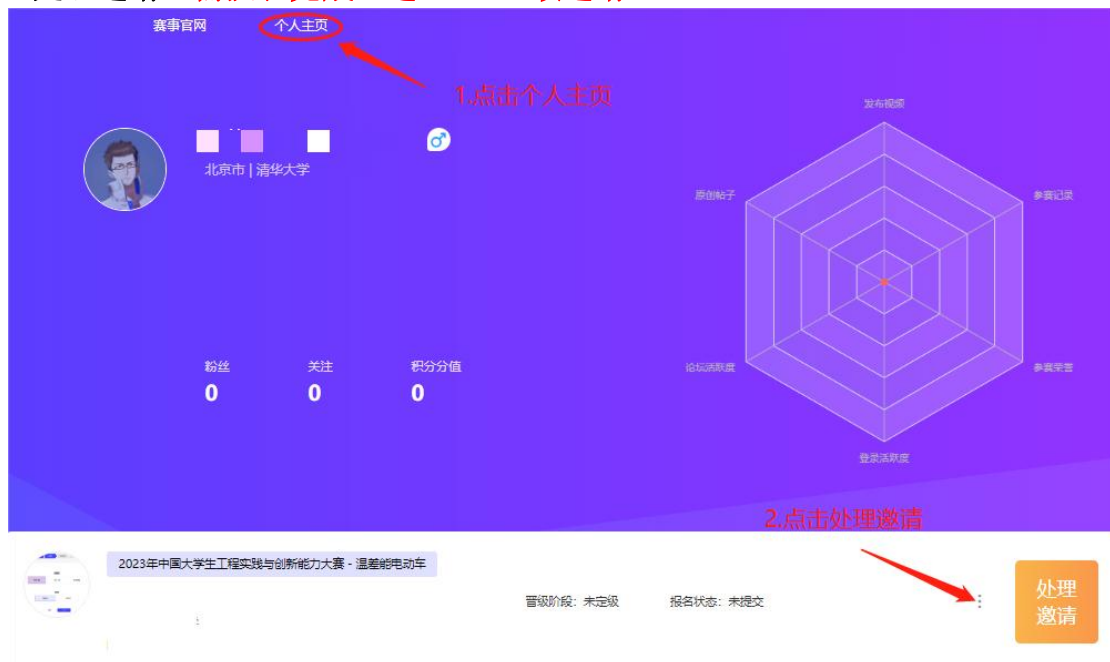 赛事官网 个人主页
1.点击个人主页
发布视频
北京市 | 清华大学
原创帖子 参赛记录
粉丝 关注 积分分值
0 0 0
论坛活跃度 参赛荣誉
登录活跃度
2.点击处理邀请
2023年中国大学生工程实践与创新能力大赛 - 温差能电动车
晋级阶段：未定级 报名状态：未提交
处理
邀请